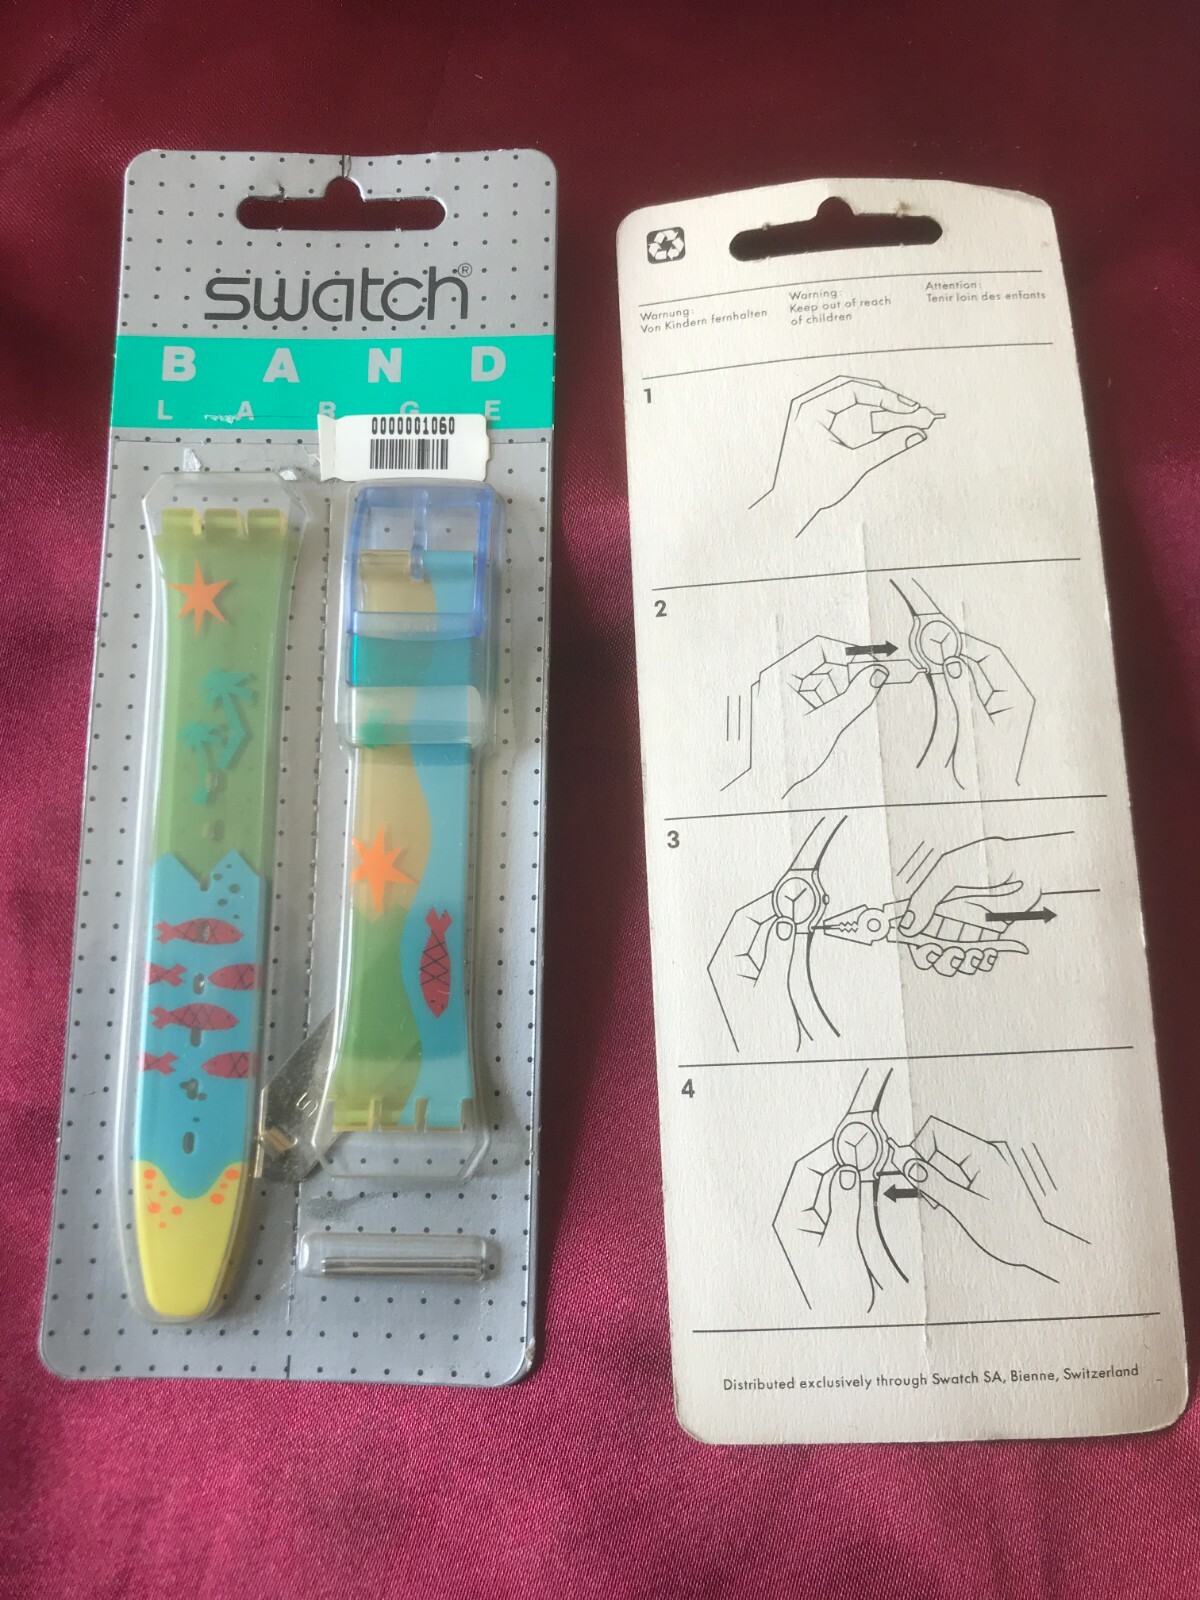 swatch®
BAND
LARGE
0000001060
Warnung:
Von Kindern fernhalten
Warning:
Keep out of reach
of children
Attention:
Tenir loin des enfants
1
2
3
4
Distributed exclusively through Swatch SA, Bienne, Switzerland